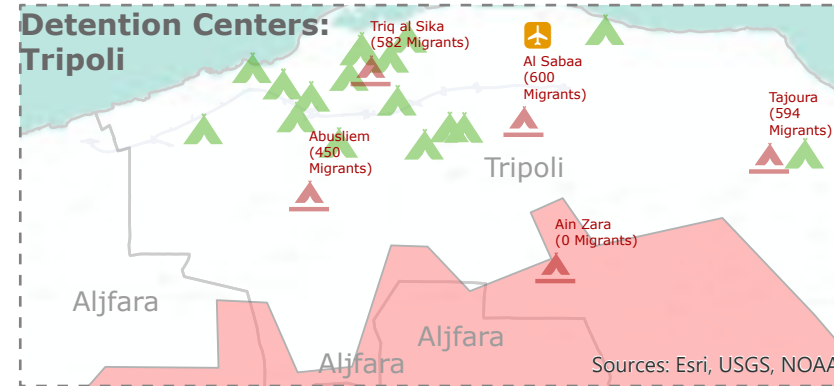 Detention Centers:
Tripoli
Triq al Sika
(582 Migrants)
Al Sabaa
(600
Migrants)
Tajoura
(594
Migrants)
Abusliem
(450
Migrants)
Tripoli
Ain Zara
(0 Migrants)
Aljfara
Aljfara
Aljfara
Sources: Esri, USGS, NOAA